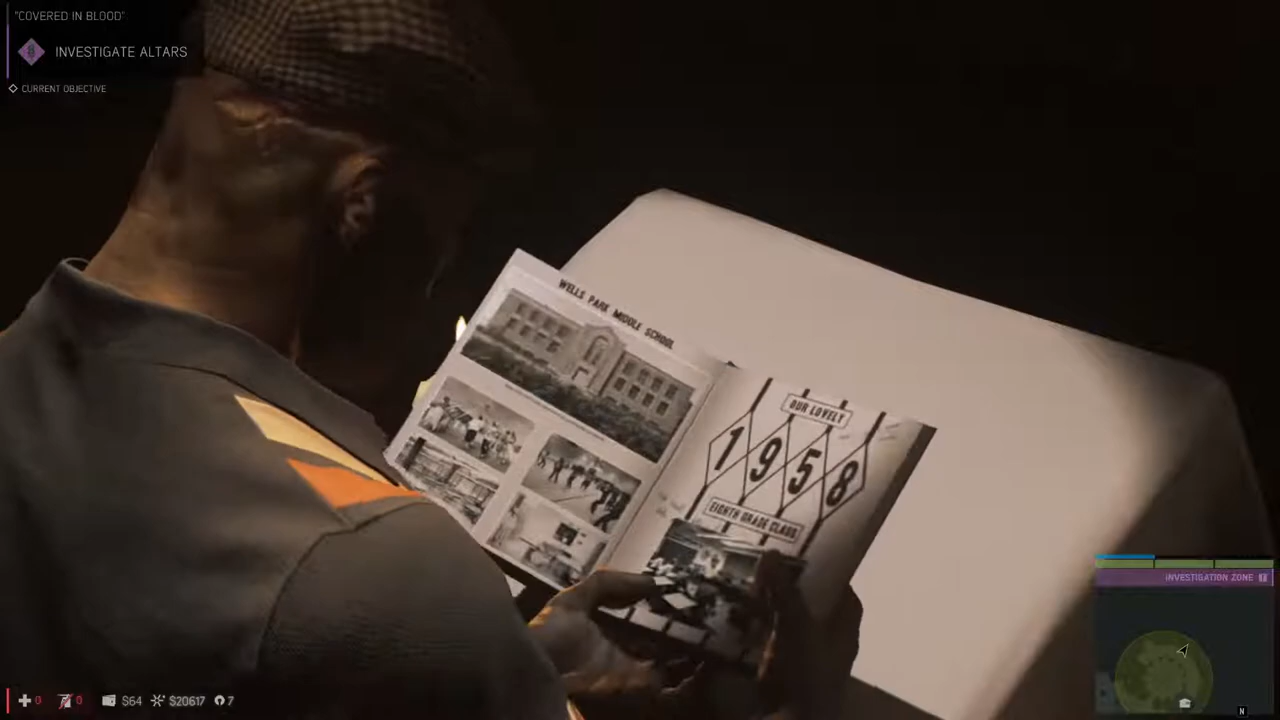 "COVERED IN BLOOD"
INVESTIGATE ALTARS
CURRENT OBJECTIVE
WELLS PARK MIDDLE SCHOOL
OUR LOVELY
1958
EIGHTH GRADE CLASS
INVESTIGATION ZONE
N
0
0
$64
$20617
7